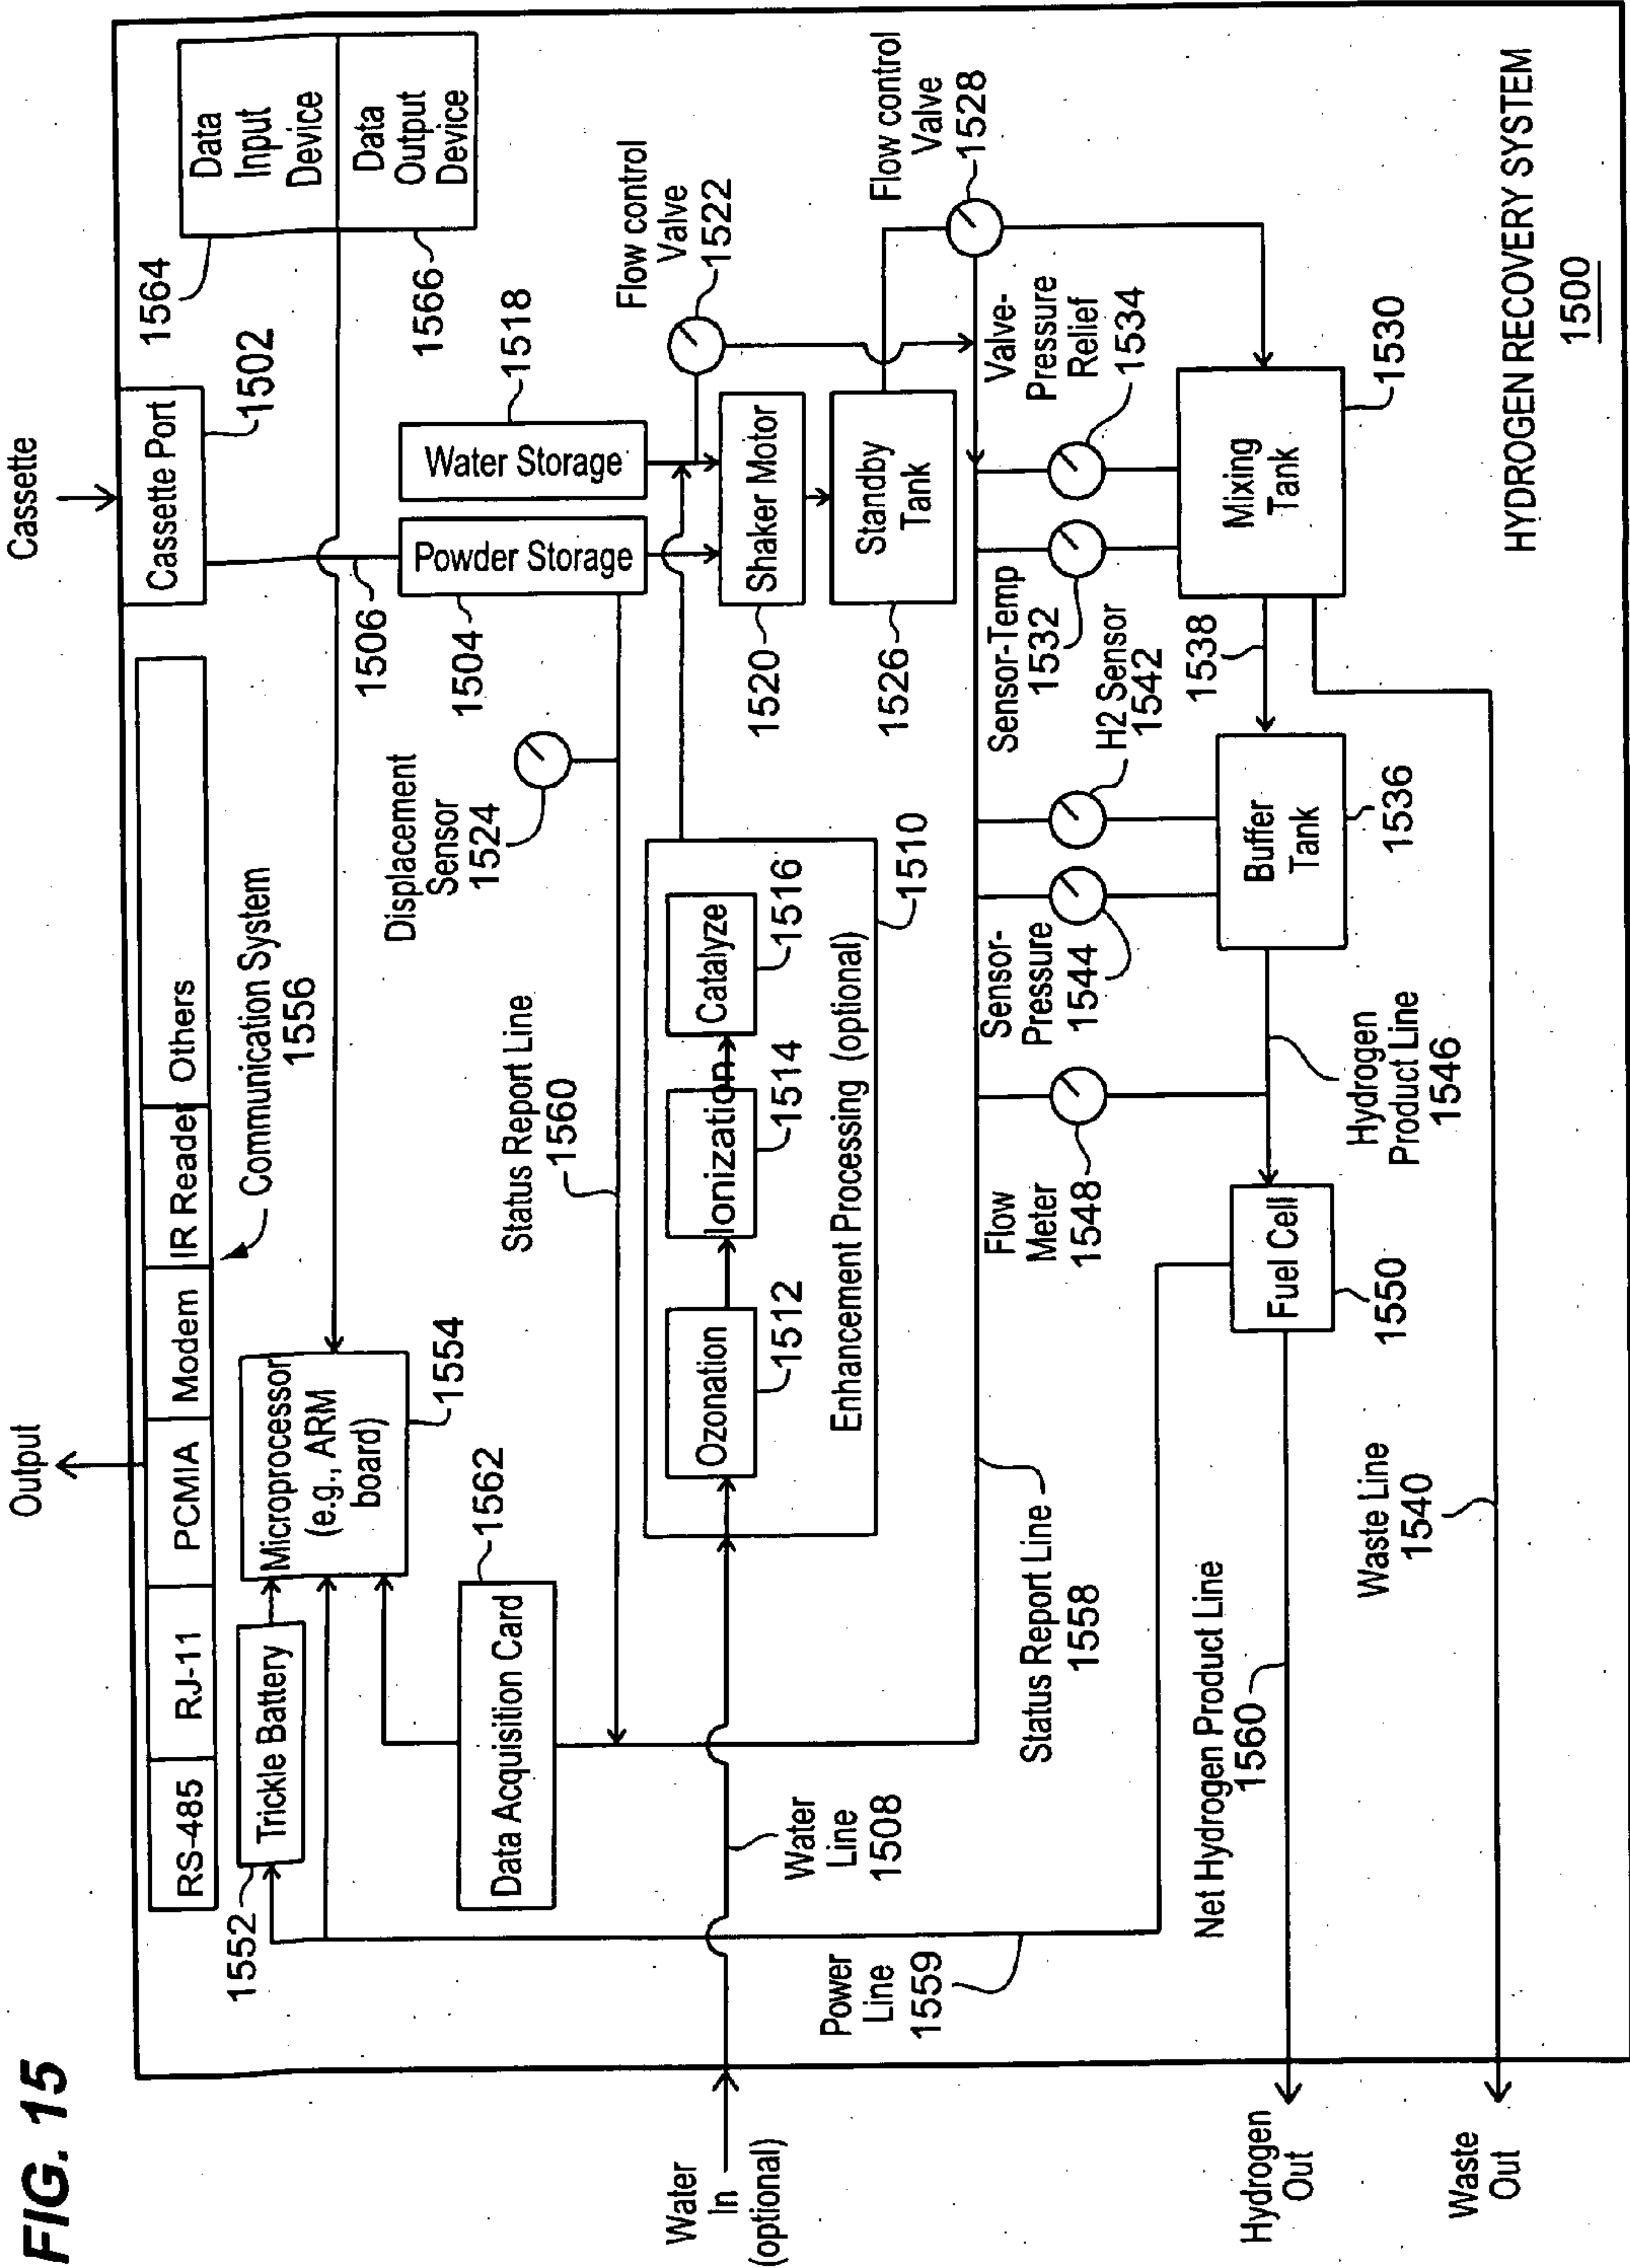 FIG. 15
Output
Cassette
RS-485
RJ-11
PCMIA
Modem
IR Reader
Others
Communication System
1556
Cassette Port
1502
Data
Input
Device
1564
Data
Output
Device
1566
1552
Trickle Battery
Microprocessor
(e.g., ARM
board)
1554
1506
Data Acquisition Card
1562
Status Report Line
1560
Displacement
Sensor
1524
Powder Storage
1504
Water Storage
1518
Flow control
Valve
1522
Water
In
(optional)
Water
Line
1508
Ozonation
1512
Ionization
1514
Catalyze
1516
Enhancement Processing (optional)
1510
Shaker Motor
1520
Standby
Tank
1526
Flow control
Valve
1528
Power
Line
1559
Status Report Line
1558
Flow
Meter
1548
Sensor-
Pressure
1544
H2 Sensor
1542
Sensor-Temp
1532
Valve-
Pressure
Relief
1534
Mixing
Tank
1530
1538
Buffer
Tank
1536
Hydrogen
Product Line
1546
Fuel Cell
1550
Net Hydrogen Product Line
1560
Waste Line
1540
Hydrogen
Out
Waste
Out
HYDROGEN RECOVERY SYSTEM
1500